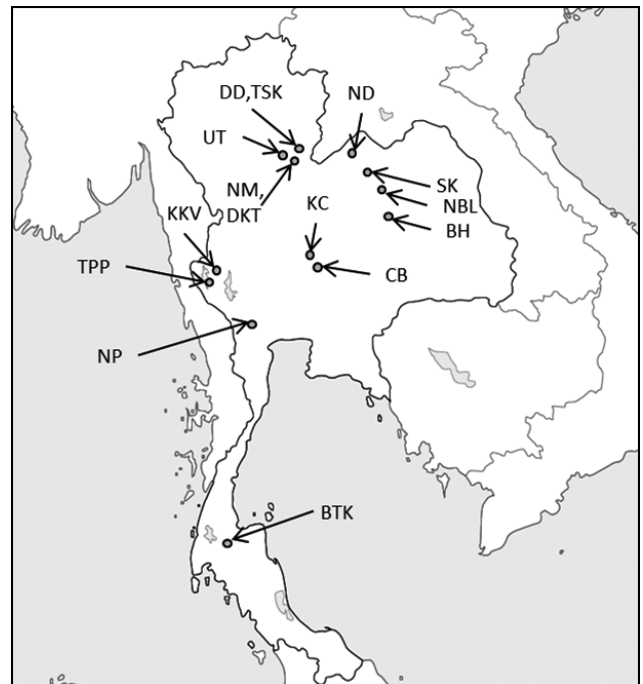 DD,TSK
ND
UT
NM,
DKT
SK
KC
NBL
KKV
BH
TPP
CB
NP
BTK